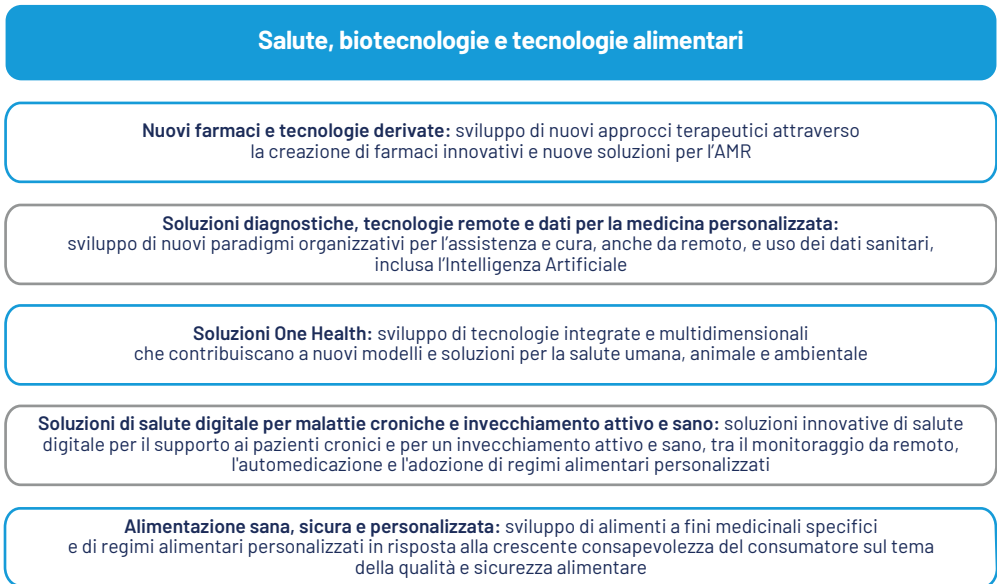 Salute, biotecnologie e tecnologie alimentari
Nuovi farmaci e tecnologie derivate: sviluppo di nuovi approcci terapeutici attraverso
la creazione di farmaci innovativi e nuove soluzioni per l’AMR
Soluzioni diagnostiche, tecnologie remote e dati per la medicina personalizzata:
sviluppo di nuovi paradigmi organizzativi per l’assistenza e cura, anche da remoto, e uso dei dati sanitari,
inclusa l’Intelligenza Artificiale
Soluzioni One Health: sviluppo di tecnologie integrate e multidimensionali
che contribuiscano a nuovi modelli e soluzioni per la salute umana, animale e ambientale
Soluzioni di salute digitale per malattie croniche e invecchiamento attivo e sano: soluzioni innovative di salute
digitale per il supporto ai pazienti cronici e per un invecchiamento attivo e sano, tra il monitoraggio da remoto,
l'automedicazione e l'adozione di regimi alimentari personalizzati
Alimentazione sana, sicura e personalizzata: sviluppo di alimenti a fini medicinali specifici
e di regimi alimentari personalizzati in risposta alla crescente consapevolezza del consumatore sul tema
della qualità e sicurezza alimentare